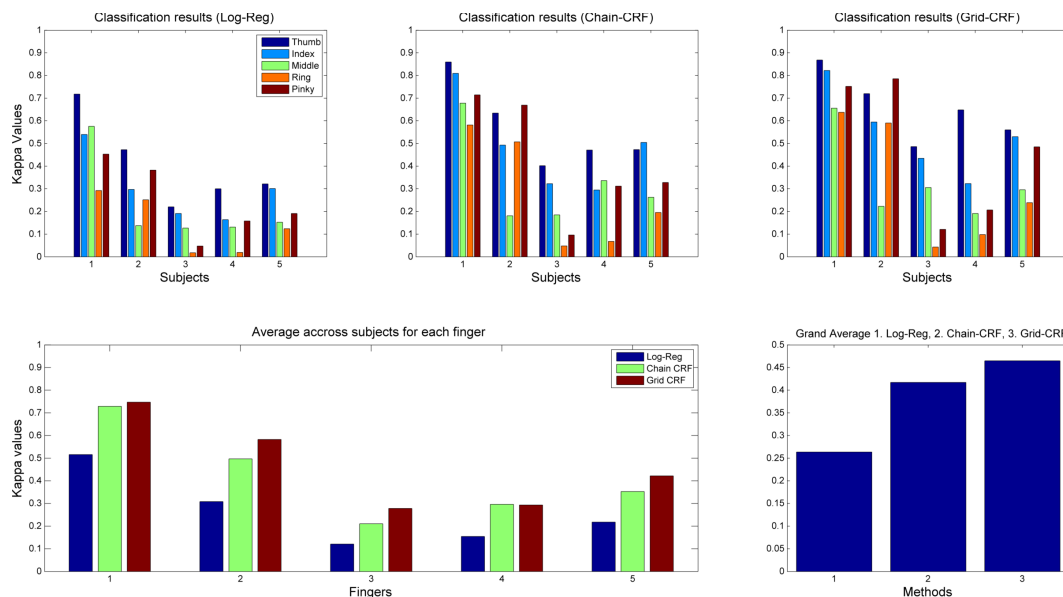 Classification results (Log-Reg)
1
0.9
0.8
0.7
0.6
0.5
0.4
0.3
0.2
0.1
0
Kappa Values
Thumb
Index
Middle
Ring
Pinky
1 2 3 4 5
Subjects
Classification results (Chain-CRF)
1
0.9
0.8
0.7
0.6
0.5
0.4
0.3
0.2
0.1
0
1 2 3 4 5
Subjects
Classification results (Grid-CRF)
1
0.9
0.8
0.7
0.6
0.5
0.4
0.3
0.2
0.1
0
1 2 3 4 5
Subjects
Average accross subjects for each finger
1
0.9
0.8
0.7
0.6
0.5
0.4
0.3
0.2
0.1
0
Kappa values
Log-Reg
Chain CRF
Grid CRF
1 2 3 4 5
Fingers
Grand Average 1. Log-Reg, 2. Chain-CRF, 3. Grid-CRF
0.5
0.45
0.4
0.35
0.3
0.25
0.2
0.15
0.1
0.05
0
1 2 3
Methods